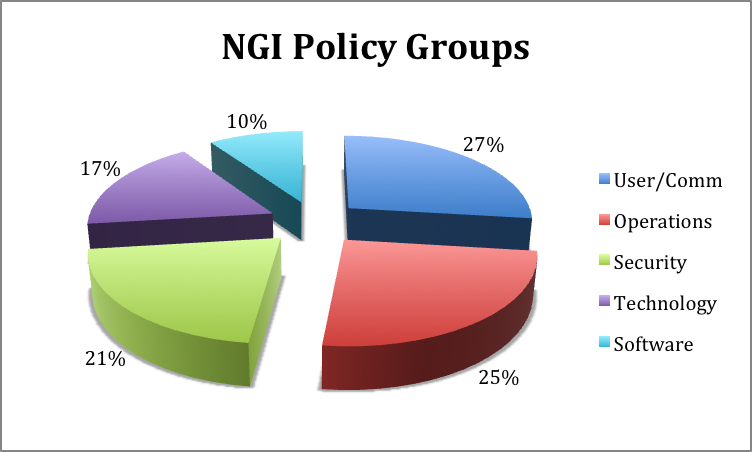 NGI Policy Groups
10%
27%
17%
21%
25%
User/Comm
Operations
Security
Technology
Software